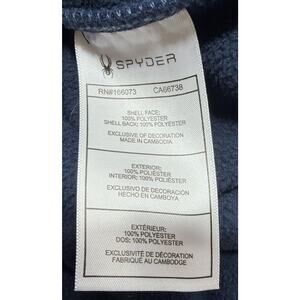 SPYDER
RN#166073 CA66738
SHELL FACE:
100% POLYESTER
SHELL BACK: 100% POLYESTER
EXCLUSIVE OF DECORATION
MADE IN CAMBODIA
EXTERIOR:
100% POLIESTER
INTERIOR: 100% POLIESTER
EXCLUSIVO DE DECORACIÓN
HECHO EN CAMBOYA
EXTÉRIEUR:
100% POLYESTER
DOS: 100% POLYESTER
EXCLUSIVITÉ DE DÉCORATION
FABRIQUÉ AU CAMBODGE